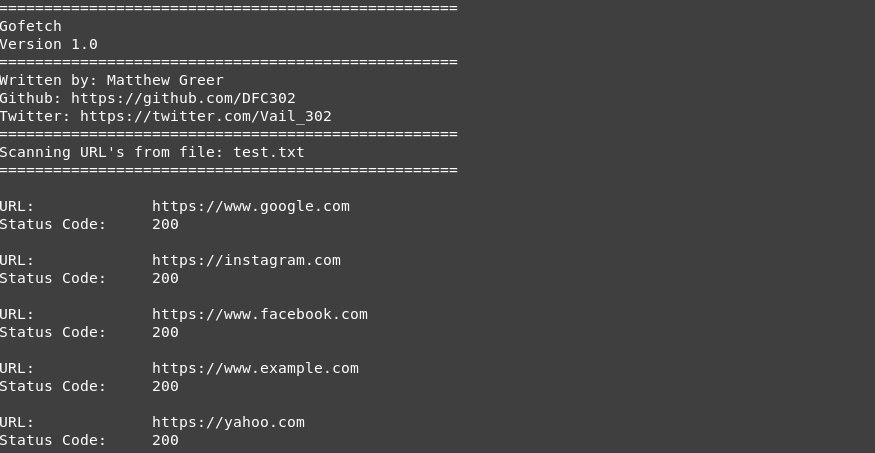 ===================================================
Gofetch
Version 1.0
===================================================
Written by: Matthew Greer
Github: https://github.com/DFC302
Twitter: https://twitter.com/Vail_302
===================================================
Scanning URL's from file: test.txt
===================================================
URL: https://www.google.com
Status Code: 200
URL: https://instagram.com
Status Code: 200
URL: https://www.facebook.com
Status Code: 200
URL: https://www.example.com
Status Code: 200
URL: https://yahoo.com
Status Code: 200